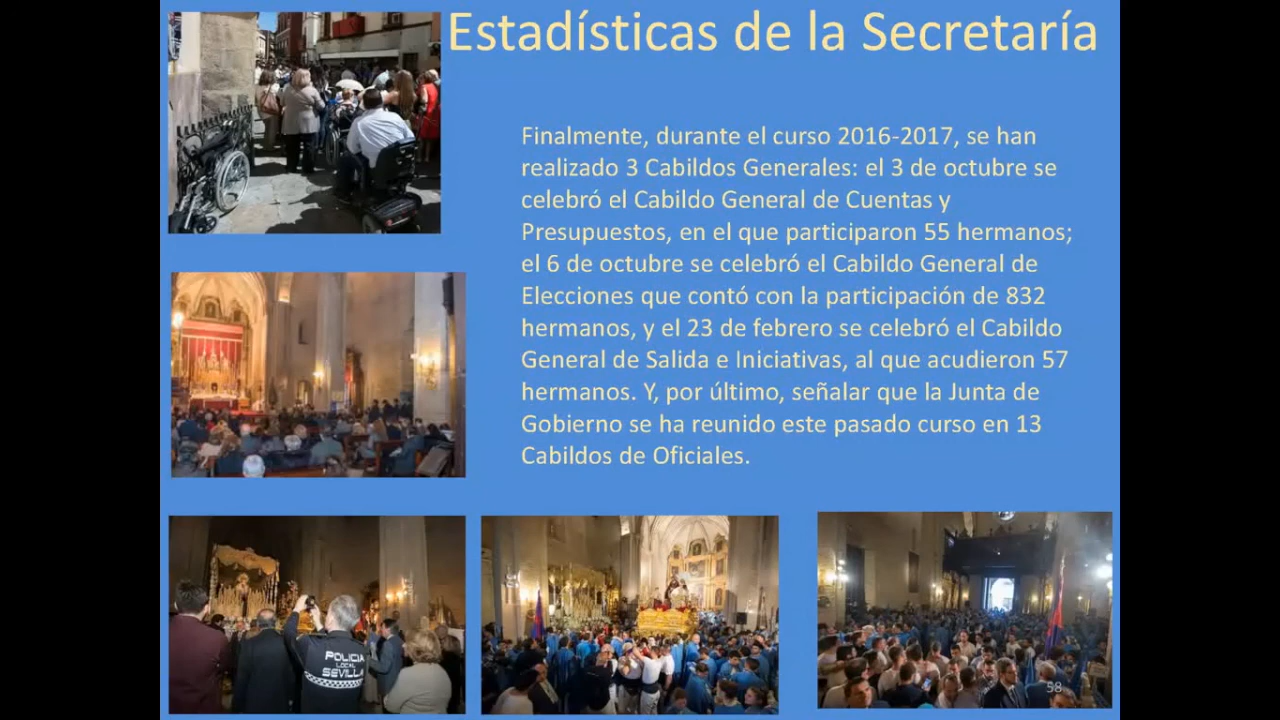 Estadísticas de la Secretaría
Finalmente, durante el curso 2016-2017, se han
realizado 3 Cabildos Generales: el 3 de octubre se
celebró el Cabildo General de Cuentas y
Presupuestos, en el que participaron 55 hermanos;
el 6 de octubre se celebró el Cabildo General de
Elecciones que contó con la participación de 832
hermanos, y el 23 de febrero se celebró el Cabildo
General de Salida e Iniciativas, al que acudieron 57
hermanos. Y, por último, señalar que la Junta de
Gobierno se ha reunido este pasado curso en 13
Cabildos de Oficiales.
POLICIA
LOCAL
SEVILLA
58